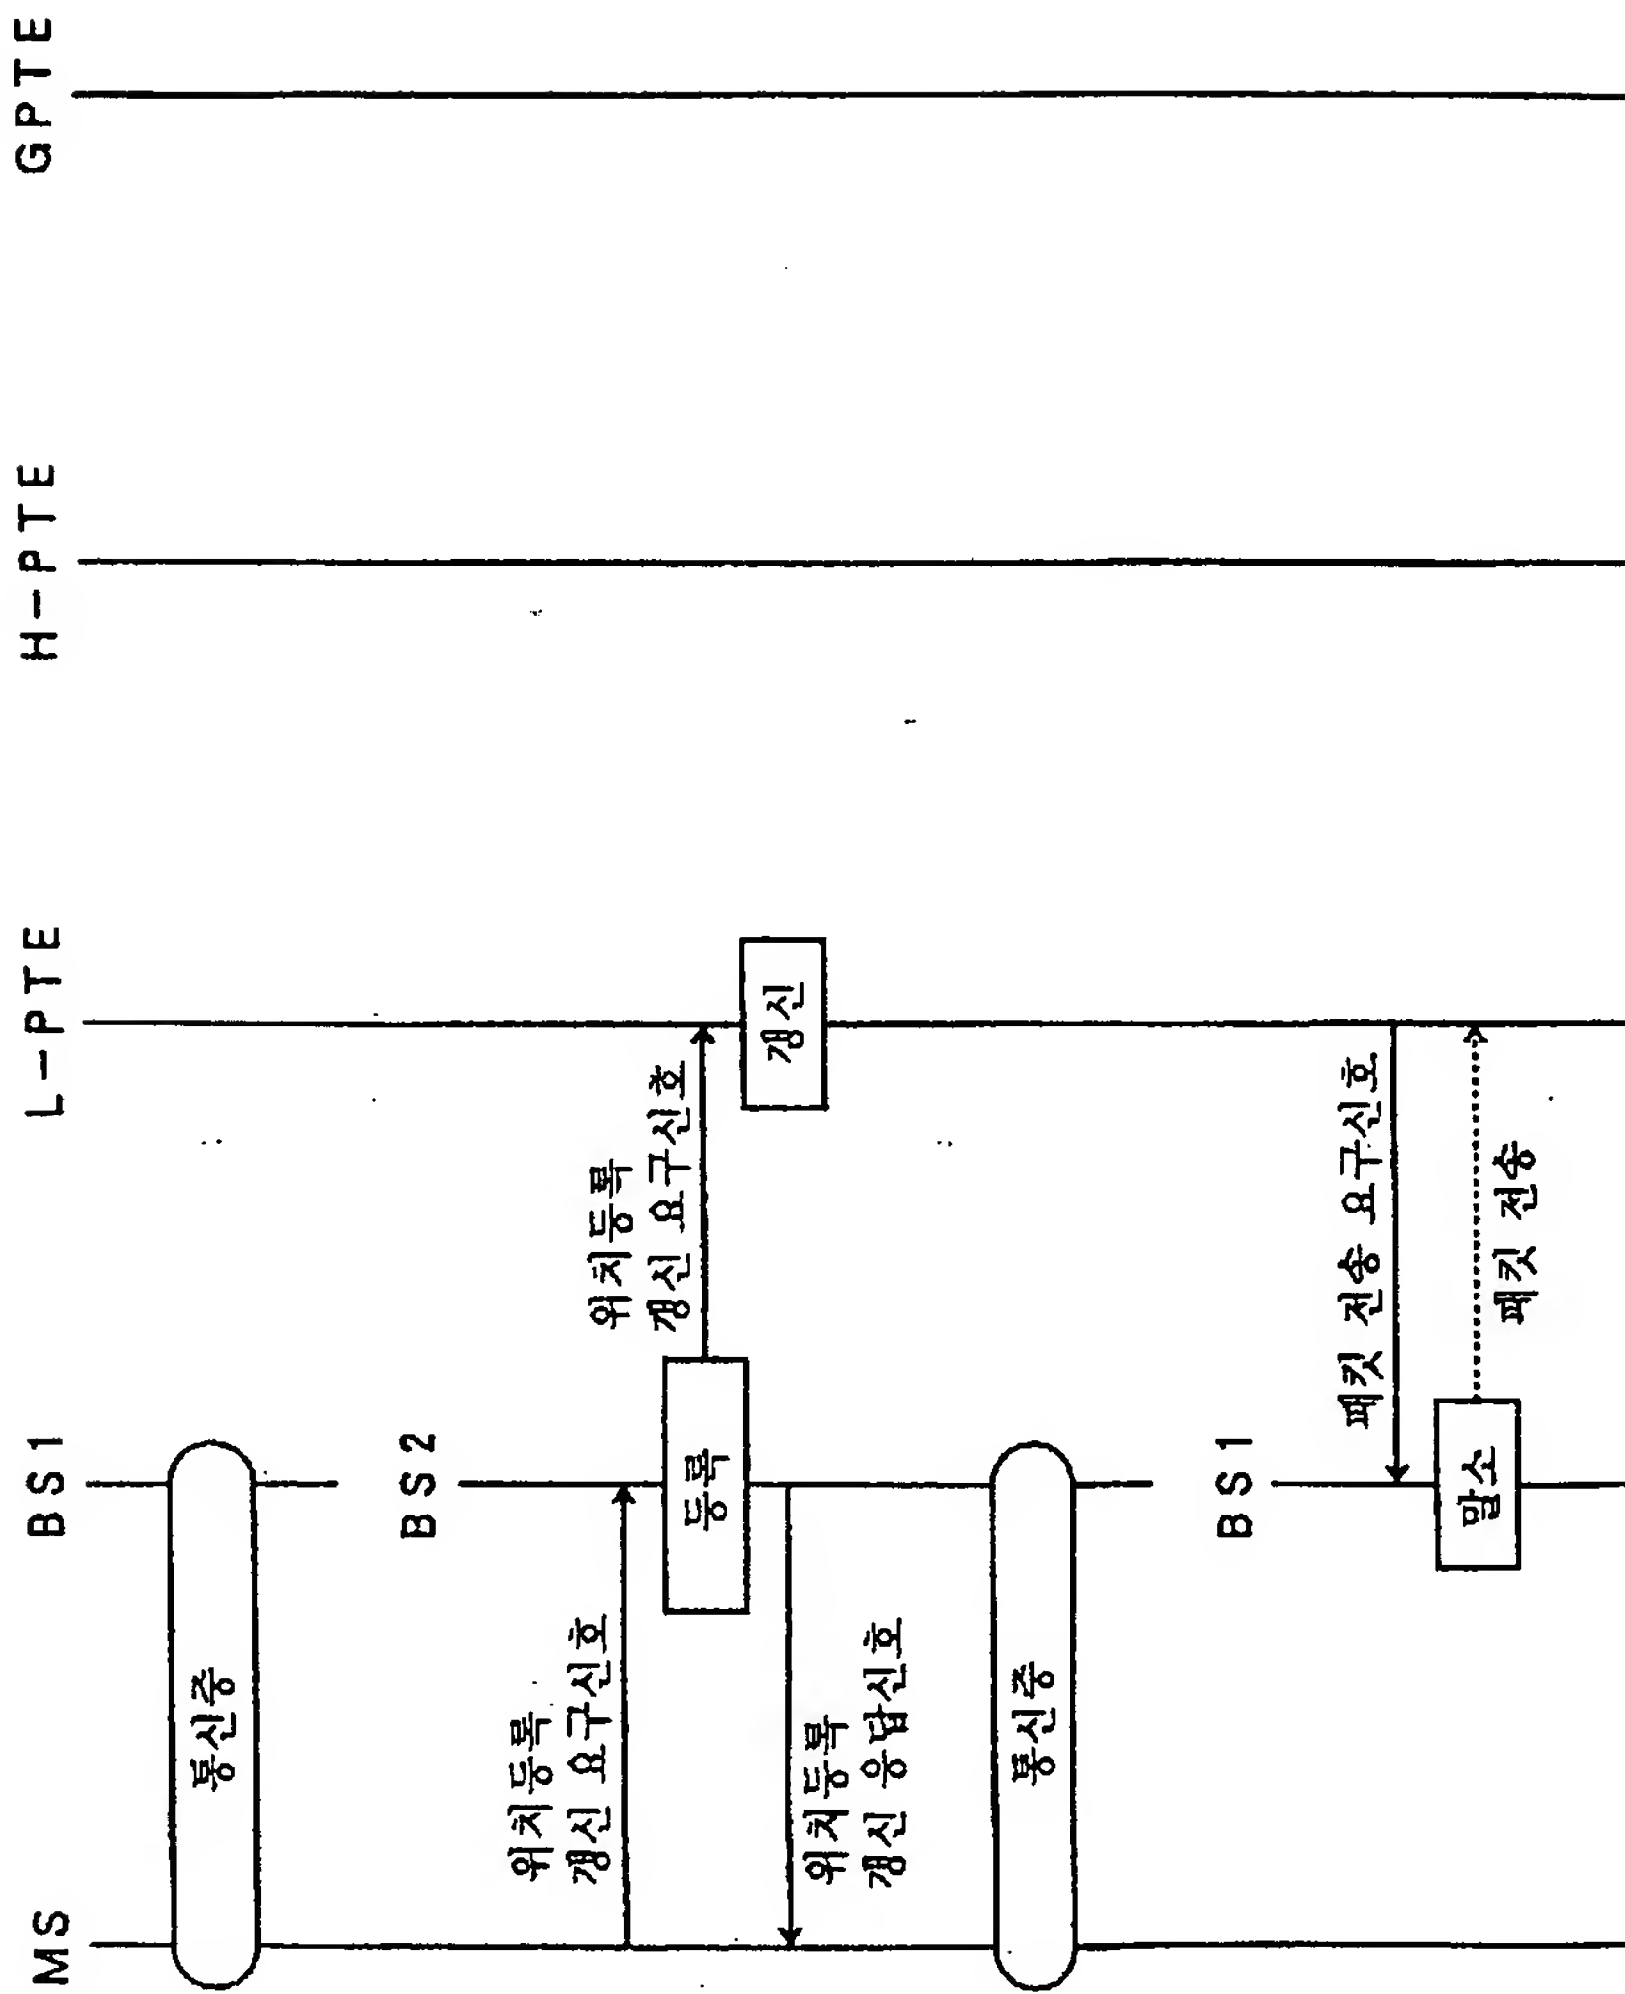 MS
BS1
L-PTE
H-PTE
GPTE
통신중
BS2
위치등록
갱신 요구신호
등록
위치등록
갱신 요구신호
갱신
위치등록
갱신 응답신호
통신중
BS1
패킷 전송 요구신호
말소
패킷 전송